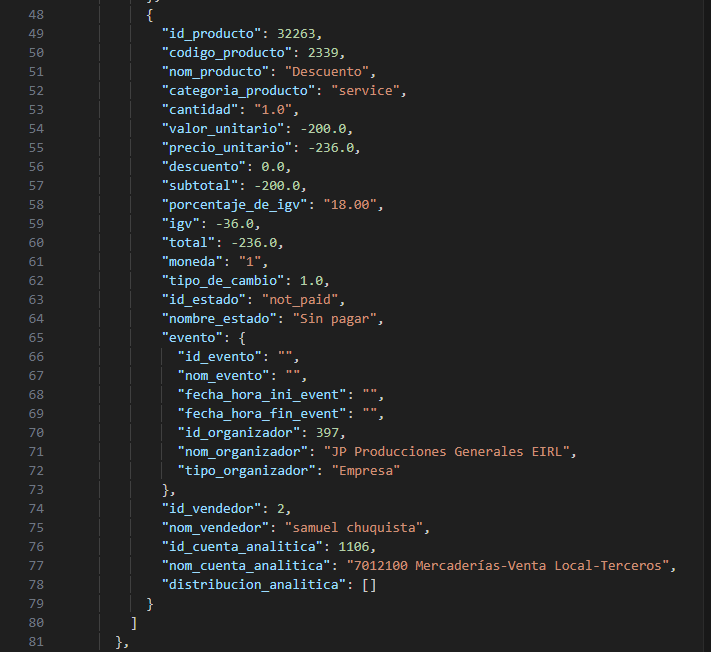 48 {
49 "id_producto": 32263,
50 "codigo_producto": 2339,
51 "nom_producto": "Descuento",
52 "categoria_producto": "service",
53 "cantidad": "1.0",
54 "valor_unitario": -200.0,
55 "precio_unitario": -236.0,
56 "descuento": 0.0,
57 "subtotal": -200.0,
58 "porcentaje_de_igv": "18.00",
59 "igv": -36.0,
60 "total": -236.0,
61 "moneda": "1",
62 "tipo_de_cambio": 1.0,
63 "id_estado": "not_paid",
64 "nombre_estado": "Sin pagar",
65 "evento": {
66 "id_evento": "",
67 "nom_evento": "",
68 "fecha_hora_ini_event": "",
69 "fecha_hora_fin_event": "",
70 "id_organizador": 397,
71 "nom_organizador": "JP Producciones Generales EIRL",
72 "tipo_organizador": "Empresa"
73 },
74 "id_vendedor": 2,
75 "nom_vendedor": "samuel chuquista",
76 "id_cuenta_analitica": 1106,
77 "nom_cuenta_analitica": "7012100 Mercaderías-Venta Local-Terceros",
78 "distribucion_analitica": []
79 }
80 ]
81 },